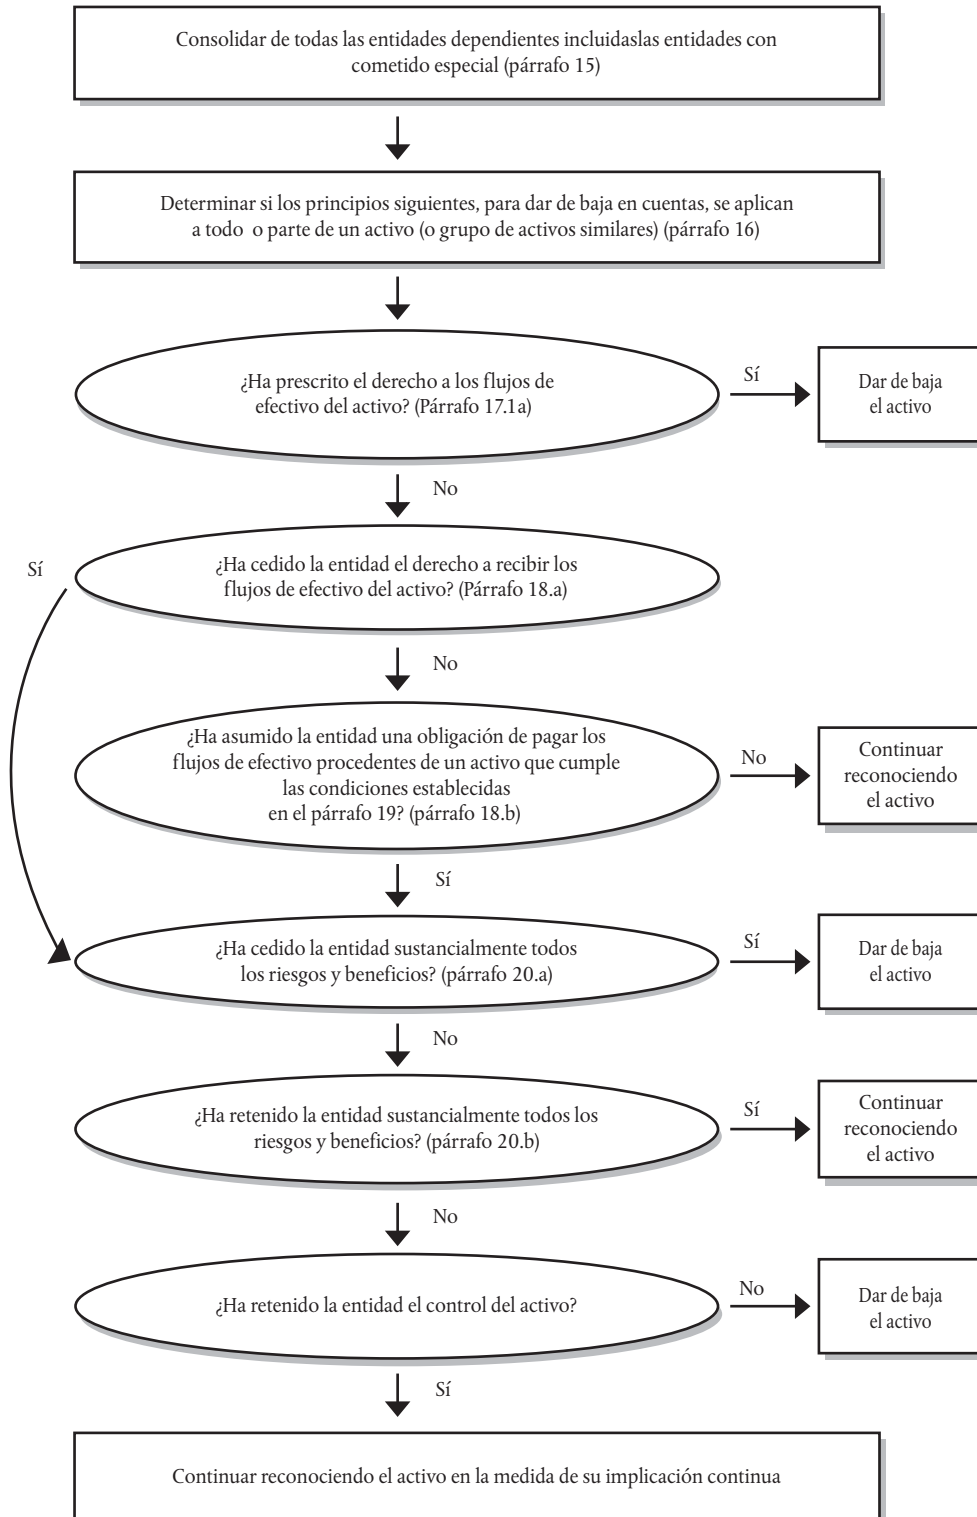 Consolidar de todas las entidades dependientes incluidaslas entidades con
cometido especial (párrafo 15)
Determinar si los principios siguientes, para dar de baja en cuentas, se aplican
a todo o parte de un activo (o grupo de activos similares) (párrafo 16)
¿Ha prescrito el derecho a los flujos de
efectivo del activo? (Párrafo 17.1a)
Sí
Dar de baja
el activo
No
¿Ha cedido la entidad el derecho a recibir los
flujos de efectivo del activo? (Párrafo 18.a)
Sí
No
¿Ha asumido la entidad una obligación de pagar los
flujos de efectivo procedentes de un activo que cumple
las condiciones establecidas
en el párrafo 19? (párrafo 18.b)
No
Continuar
reconociendo
el activo
Sí
¿Ha cedido la entidad sustancialmente todos
los riesgos y beneficios? (párrafo 20.a)
Sí
Dar de baja
el activo
No
¿Ha retenido la entidad sustancialmente todos los
riesgos y beneficios? (párrafo 20.b)
Sí
Continuar
reconociendo
el activo
No
¿Ha retenido la entidad el control del activo?
No
Dar de baja
el activo
Sí
Continuar reconociendo el activo en la medida de su implicación continua